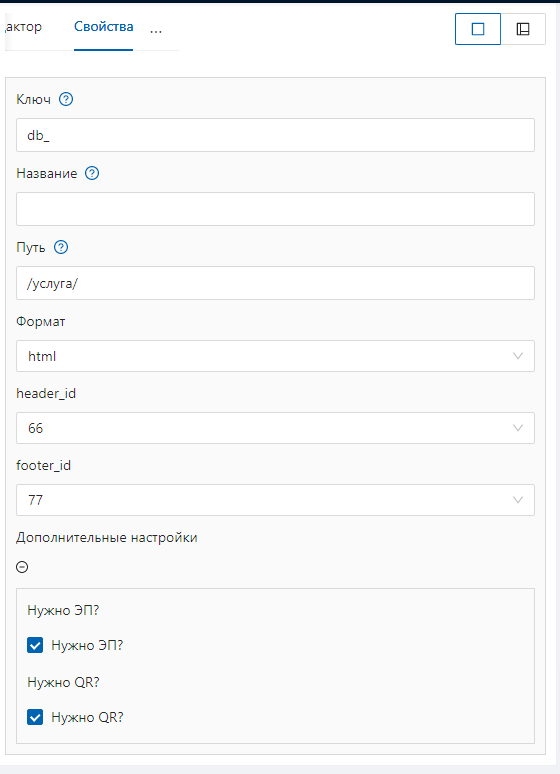 дактор Свойства ...
Ключ ?
db_
Название ?
Путь ?
/услуга/
Формат
html
header_id
66
footer_id
77
Дополнительные настройки
Нужно ЭП?
Нужно ЭП?
Нужно QR?
Нужно QR?